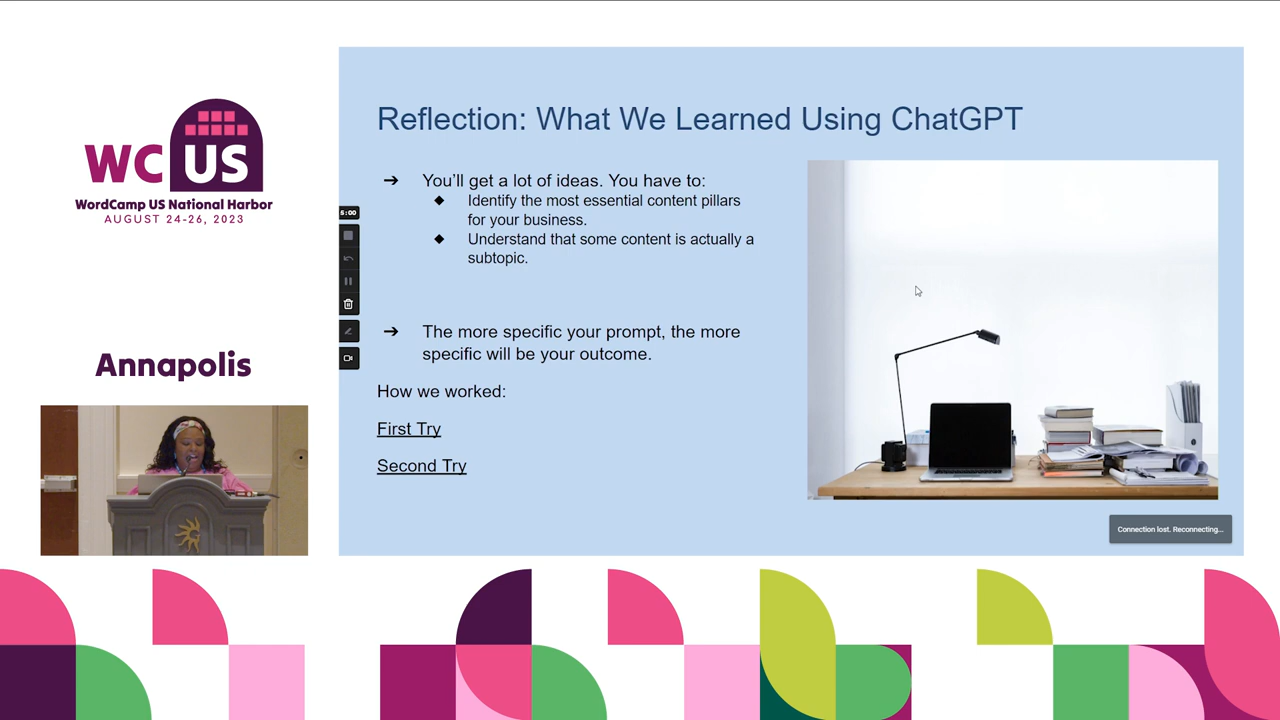 WC US
WordCamp US National Harbor
AUGUST 24-26, 2023
Annapolis
Reflection: What We Learned Using ChatGPT
➔ You'll get a lot of ideas. You have to:
◆ Identify the most essential content pillars
for your business.
◆ Understand that some content is actually a
subtopic.
➔ The more specific your prompt, the more
specific will be your outcome.
How we worked:
First Try
Second Try
5:00
Connection lost. Reconnecting...